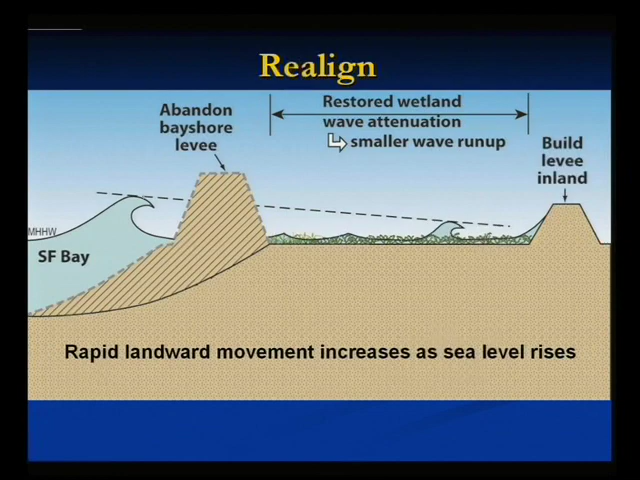 Realign
Abandon
bayshore
levee
Restored wetland
wave attenuation
smaller wave runup
Build
levee
inland
MHHW
SF Bay
Rapid landward movement increases as sea level rises